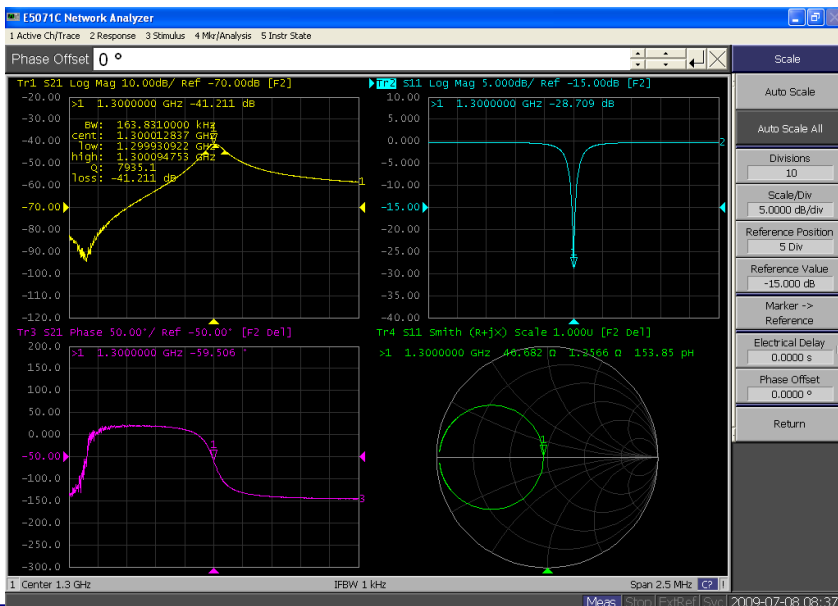 E5071C Network Analyzer
1 Active Ch/Trace 2 Response 3 Stimulus 4 Mkr/Analysis 5 Instr State
Phase Offset 0 °
Scale
Auto Scale
Auto Scale All
Divisions
10
Scale/Div
5.0000 dB/div
Reference Position
5 Div
Reference Value
-15.000 dB
Marker ->
Reference
Electrical Delay
0.0000 s
Phase Offset
0.0000 °
Return
Tr1 S21 Log Mag 10.00dB/ Ref -70.00dB [F2]
-20.00
>1 1.3000000 GHz -41.211 dB
-30.00
BW: 163.8310000 kHz
cent: 1.300012837 GHz
-40.00
low: 1.299930922 GHz
high: 1.300094753 GHz
-50.00
Q: 7935.1
loss: -41.211 dB
-60.00
-70.00
-80.00
-90.00
-100.0
-110.0
-120.0
1
1
Tr2 S11 Log Mag 5.000dB/ Ref -15.00dB [F2]
10.00
>1 1.3000000 GHz -28.709 dB
5.000
0.000
-5.000
-10.00
-15.00
-20.00
-25.00
-30.00
-35.00
-40.00
2
1
Tr3 S21 Phase 50.00°/ Ref -50.00° [F2 Del]
200.0
>1 1.3000000 GHz -59.506 °
150.0
100.0
50.00
0.000
-50.00
-100.0
-150.0
-200.0
-250.0
-300.0
1
3
Tr4 S11 Smith (R+jX) Scale 1.000U [F2 Del]
>1 1.3000000 GHz 46.682 Ω 1.2566 Ω 153.85 pH
1
1 Center 1.3 GHz IFBW 1 kHz Span 2.5 MHz C? !
Meas Stop ExtRef Svc 2009-07-08 08:37